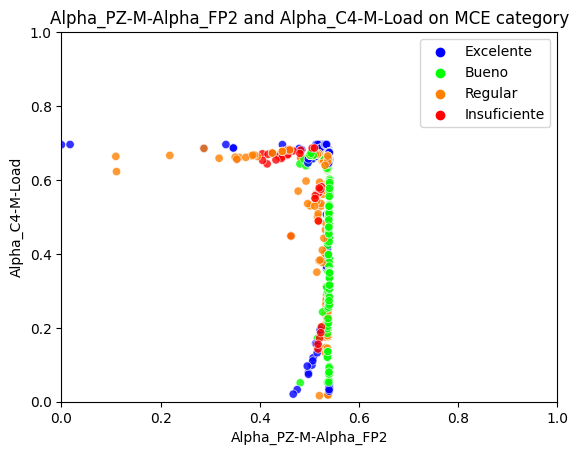 Alpha_PZ-M-Alpha_FP2 and Alpha_C4-M-Load on MCE category
Excelente
Bueno
Regular
Insuficiente
1.0
0.8
0.6
0.4
0.2
0.0
Alpha_C4-M-Load
0.0 0.2 0.4 0.6 0.8 1.0
Alpha_PZ-M-Alpha_FP2